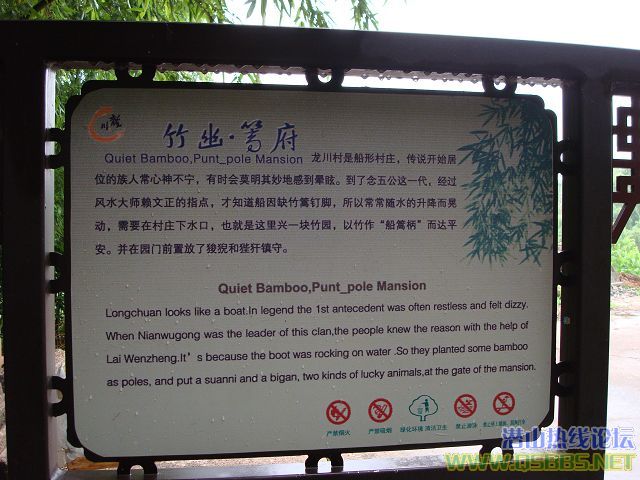 龍川
竹幽·篙府
Quiet Bamboo,Punt_pole Mansion 龙川村是船形村庄，传说开始居
位的族人常心神不宁，有时会莫明其妙地感到晕眩。到了念五公这一代，经过
风水大师赖文正的指点，才知道船因缺竹篙钉脚，所以常常随水的升降而晃
动，需要在村庄下水口，也就是这里兴一块竹园，以竹作“船篙柄”而达平
安。并在园门前置放了狻猊和狴犴镇守。
Quiet Bamboo,Punt_pole Mansion
Longchuan looks like a boat.In legend the 1st antecedent was often restless and felt dizzy.
When Nianwugong was the leader of this clan,the people knew the reason with the help of
Lai Wenzheng.It’s because the boot was rocking on water .So they planted some bamboo
as poles, and put a suanni and a bigan, two kinds of lucky animals,at the gate of the mansion.
严禁烟火 严禁吸烟 绿化环境 清洁卫生 禁止游泳
潜山热线论坛
WWW.QSBBS.NET